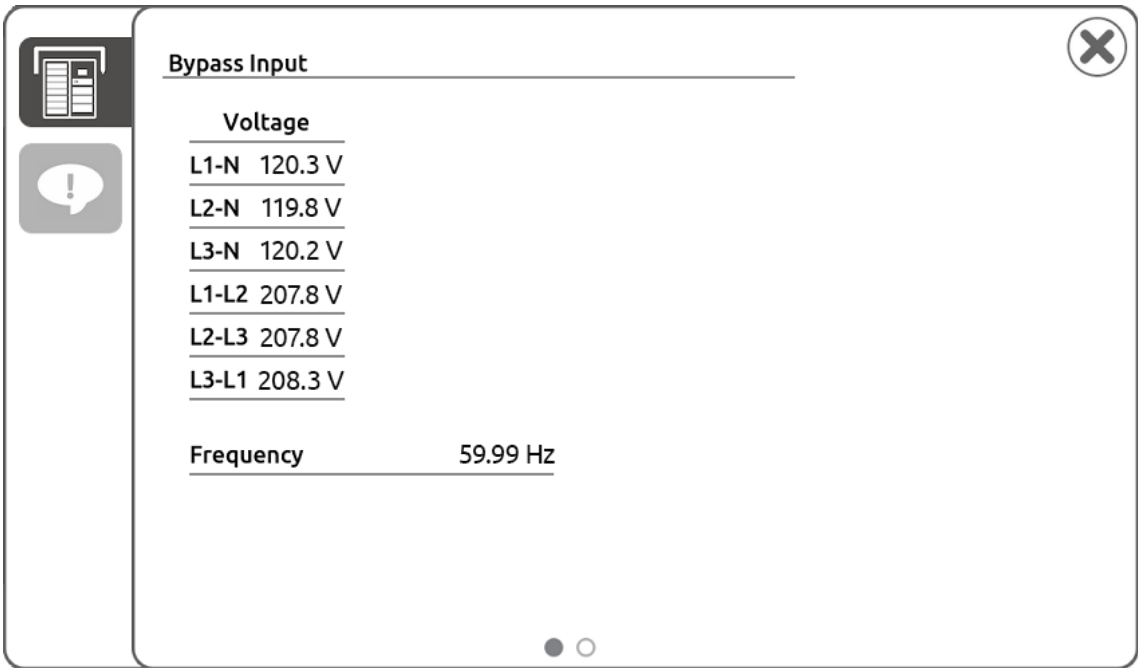 Bypass Input
Voltage
L1-N 120.3 V
L2-N 119.8 V
L3-N 120.2 V
L1-L2 207.8 V
L2-L3 207.8 V
L3-L1 208.3 V
Frequency 59.99 Hz